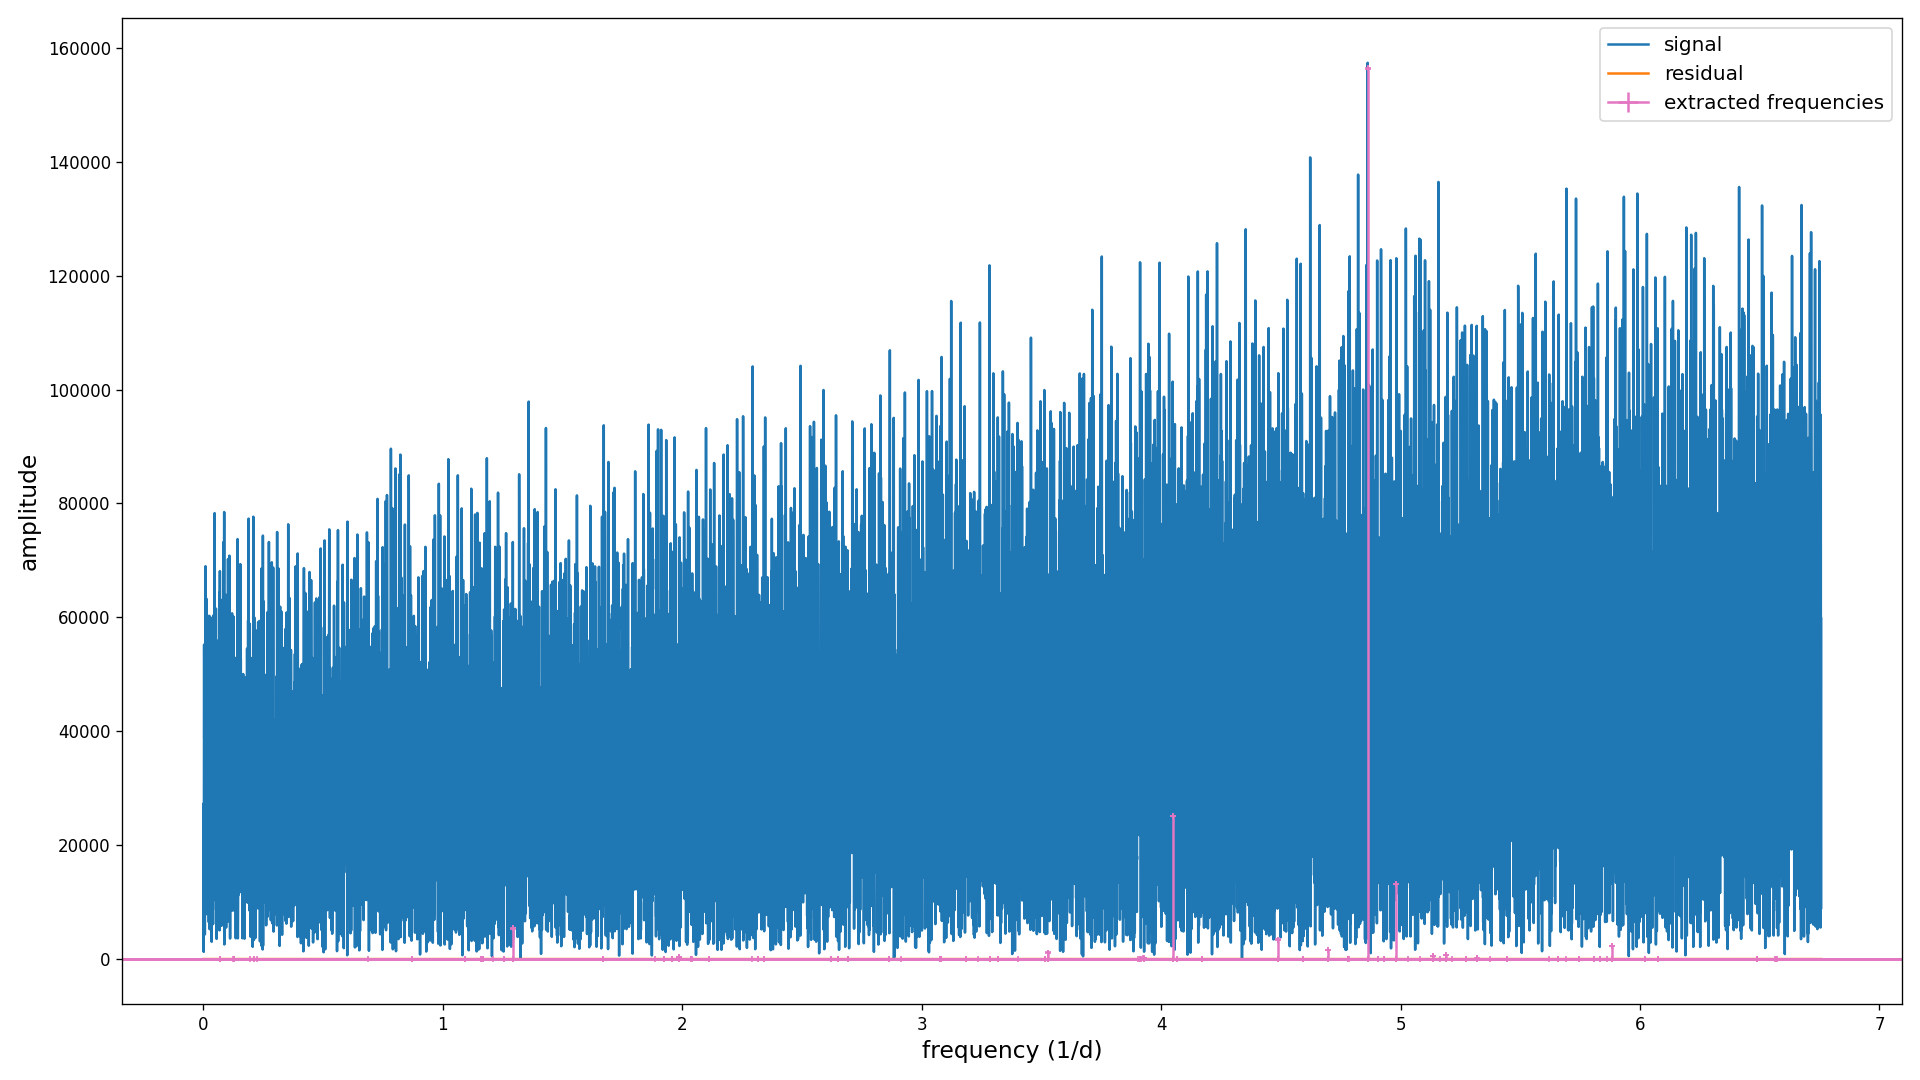 160000
140000
120000
100000
80000
60000
40000
20000
0
amplitude
0 1 2 3 4 5 6 7
frequency (1/d)
signal
residual
extracted frequencies